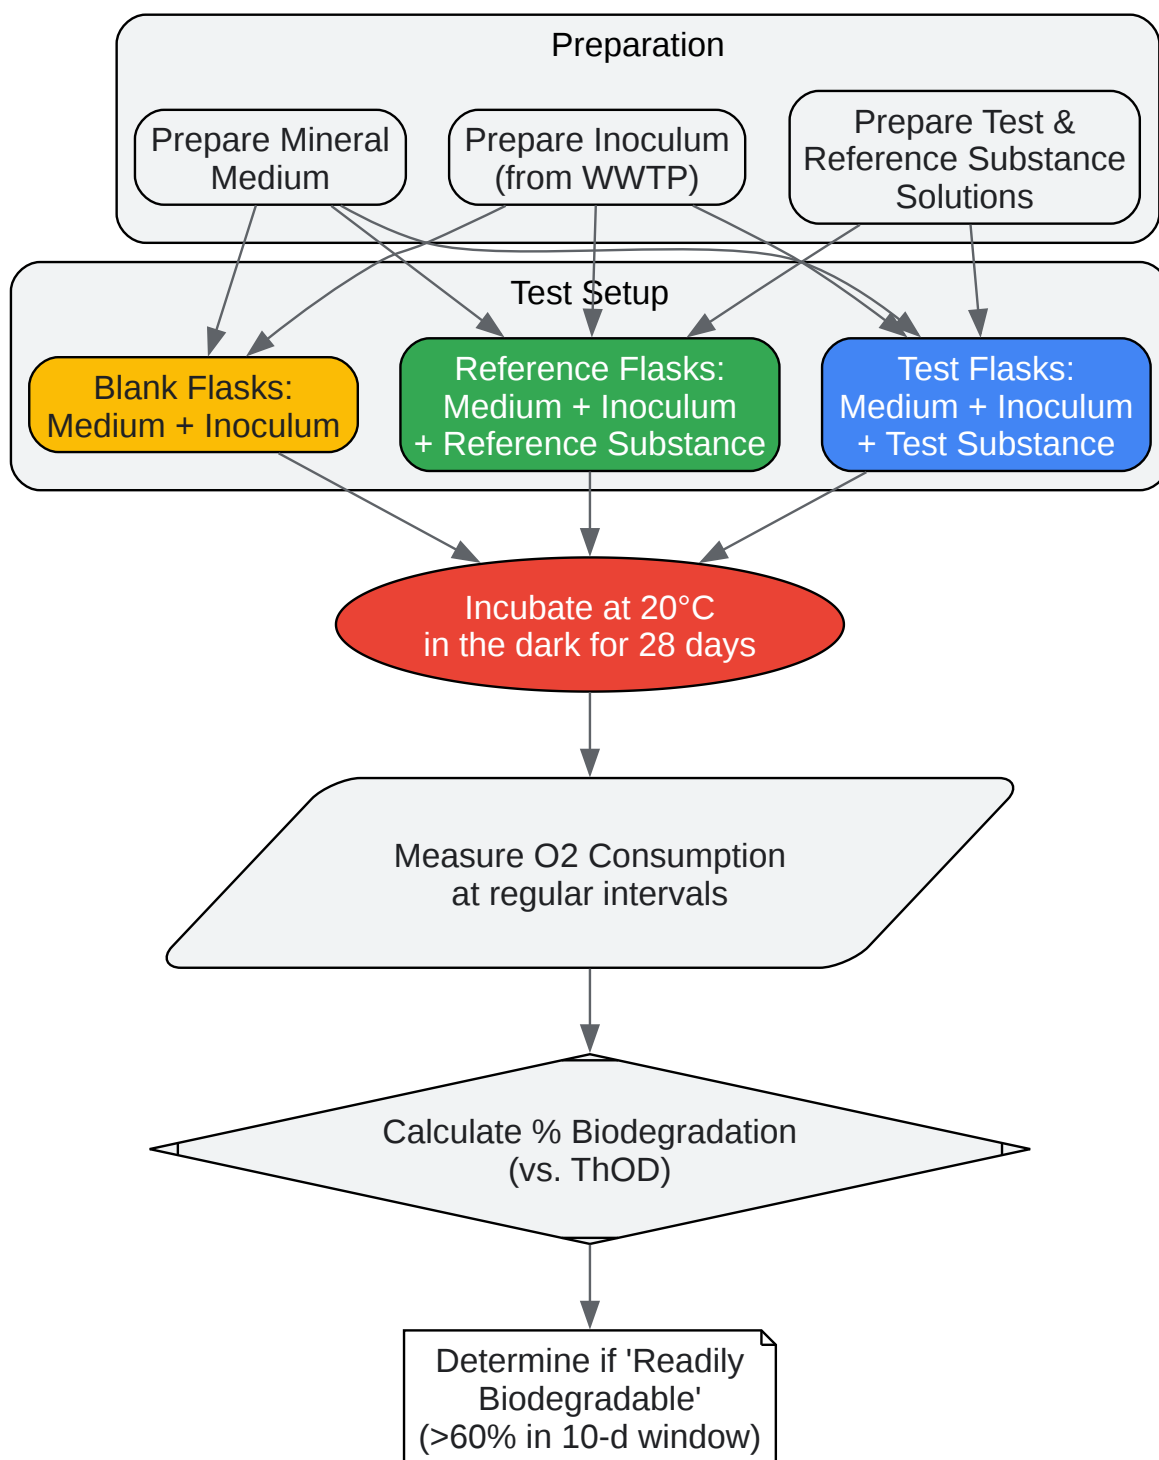 Preparation
Prepare Mineral
Medium
Prepare Inoculum
(from WWTP)
Prepare Test &
Reference Substance
Solutions
Test Setup
Blank Flasks:
Medium + Inoculum
Reference Flasks:
Medium + Inoculum
+ Reference Substance
Test Flasks:
Medium + Inoculum
+ Test Substance
Incubate at 20°C
in the dark for 28 days
Measure O2 Consumption
at regular intervals
Calculate % Biodegradation
(vs. ThOD)
Determine if 'Readily
Biodegradable'
(>60% in 10-d window)